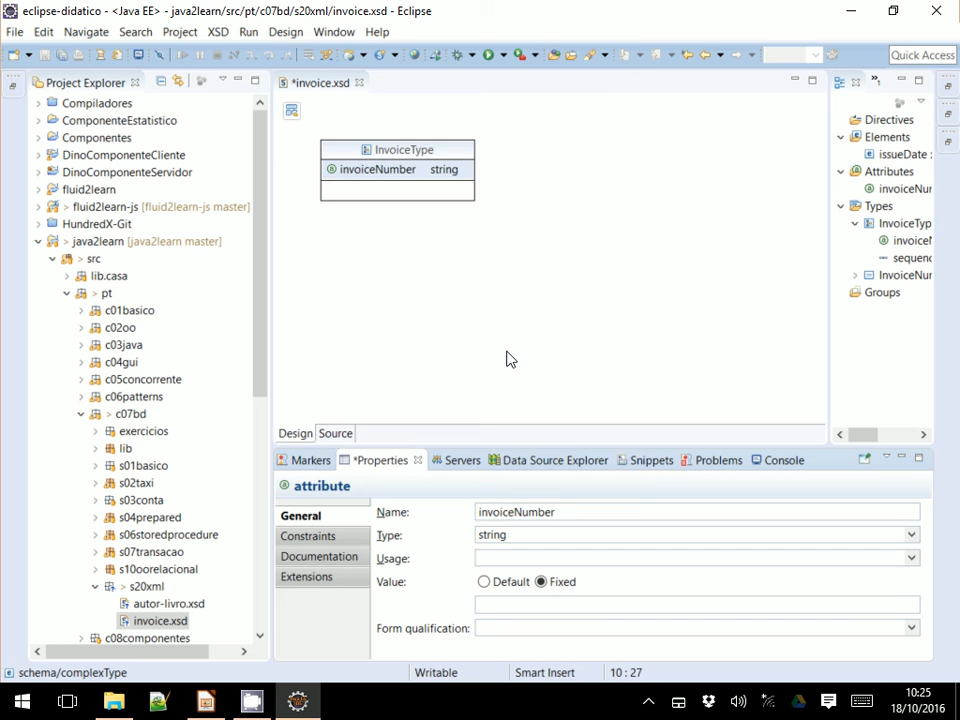 eclipse-didatico - <Java EE> - java2learn/src/pt/c07bd/s20xml/invoice.xsd - Eclipse
File Edit Navigate Search Project XSD Run Design Window Help
Quick Access
Project Explorer
Compiladores
ComponenteEstatistico
Componentes
DinoComponenteCliente
DinoComponenteServidor
fluid2learn
> fluid2learn-js [fluid2learn-js master]
HundredX-Git
> java2learn [java2learn master]
> src
lib.casa
> pt
c01basico
c02oo
c03java
c04gui
c05concorrente
c06patterns
> c07bd
exercicios
lib
s01basico
s02taxi
s03conta
s04prepared
s06storedprocedure
s07transacao
s10oorelacional
> s20xml
autor-livro.xsd
invoice.xsd
c08componentes
*invoice.xsd
InvoiceType
invoiceNumber string
Design Source
Directives
Elements
issueDate :
Attributes
invoiceNur
Types
InvoiceTyp
invoiceN
sequenc
InvoiceNur
Groups
Markers *Properties Servers Data Source Explorer Snippets Problems Console
attribute
General
Constraints
Documentation
Extensions
Name: invoiceNumber
Type: string
Usage:
Value: Default Fixed
Form qualification:
schema/complexType Writable Smart Insert 10 : 27
10:25
18/10/2016